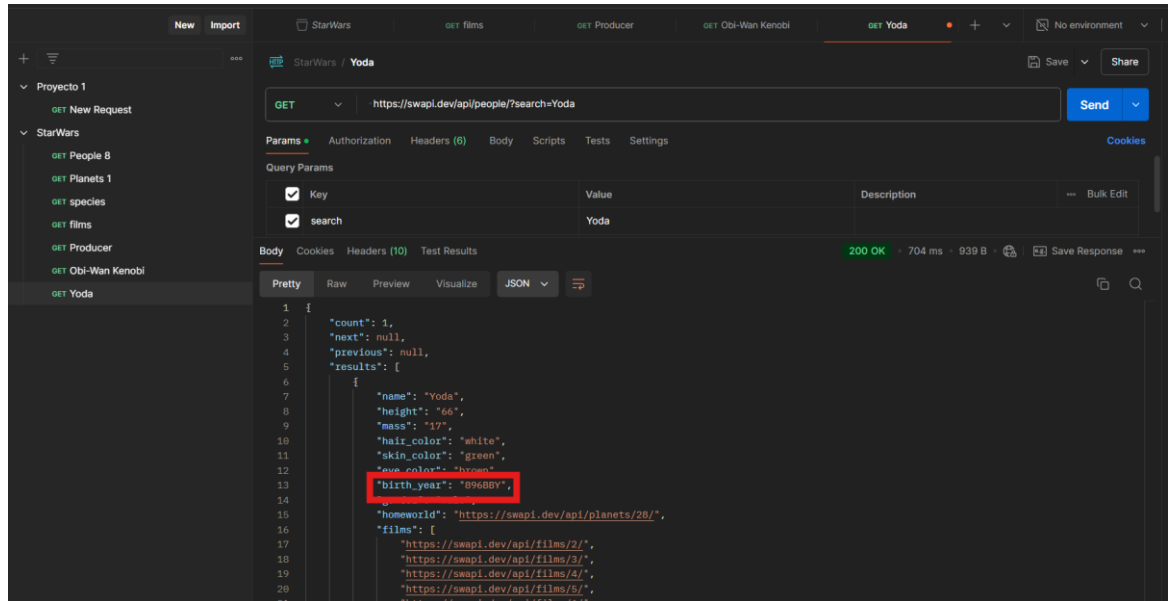 New Import StarWars GET films GET Producer GET Obi-Wan Kenobi GET Yoda No environment
HTTP StarWars / Yoda Save Share
Proyecto 1
GET New Request
StarWars
GET People 8
GET Planets 1
GET species
GET films
GET Producer
GET Obi-Wan Kenobi
GET Yoda
GET https://swapi.dev/api/people/?search=Yoda Send
Params Authorization Headers (6) Body Scripts Tests Settings Cookies
Query Params
Key Value Description Bulk Edit
search Yoda
Body Cookies Headers (10) Test Results 200 OK 704 ms 939 B Save Response
Pretty Raw Preview Visualize JSON
1 {
2 "count": 1,
3 "next": null,
4 "previous": null,
5 "results": [
6 {
7 "name": "Yoda",
8 "height": "66",
9 "mass": "17",
10 "hair_color": "white",
11 "skin_color": "green",
12 "eye_color": "brown"
13 "birth_year": "896BBY",
14
15 "homeworld": "https://swapi.dev/api/planets/28/",
16 "films": [
17 "https://swapi.dev/api/films/2/",
18 "https://swapi.dev/api/films/3/",
19 "https://swapi.dev/api/films/4/",
20 "https://swapi.dev/api/films/5/",